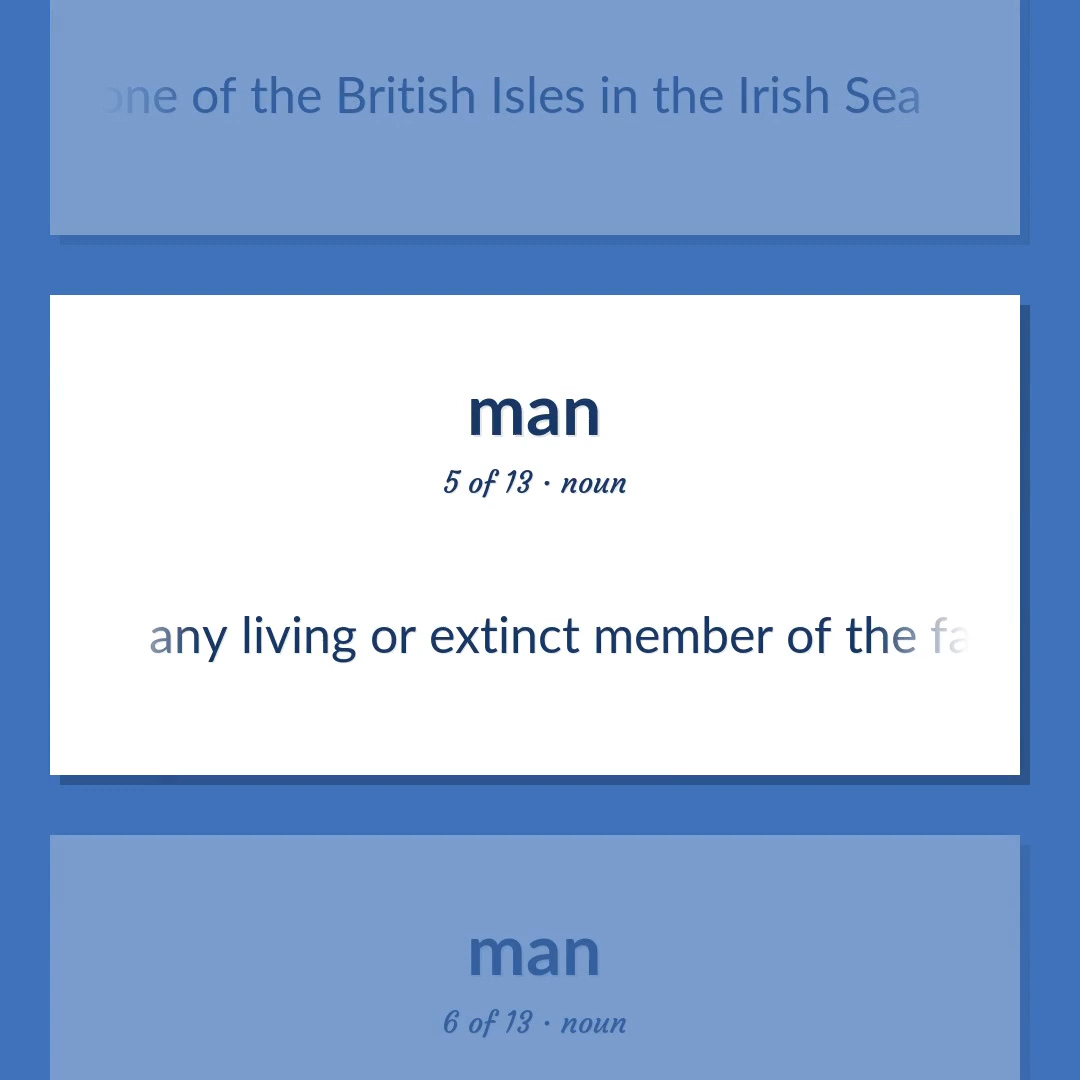 one of the British Isles in the Irish Sea
man
5 of 13 · noun
any living or extinct member of the
man
6 of 13 · noun